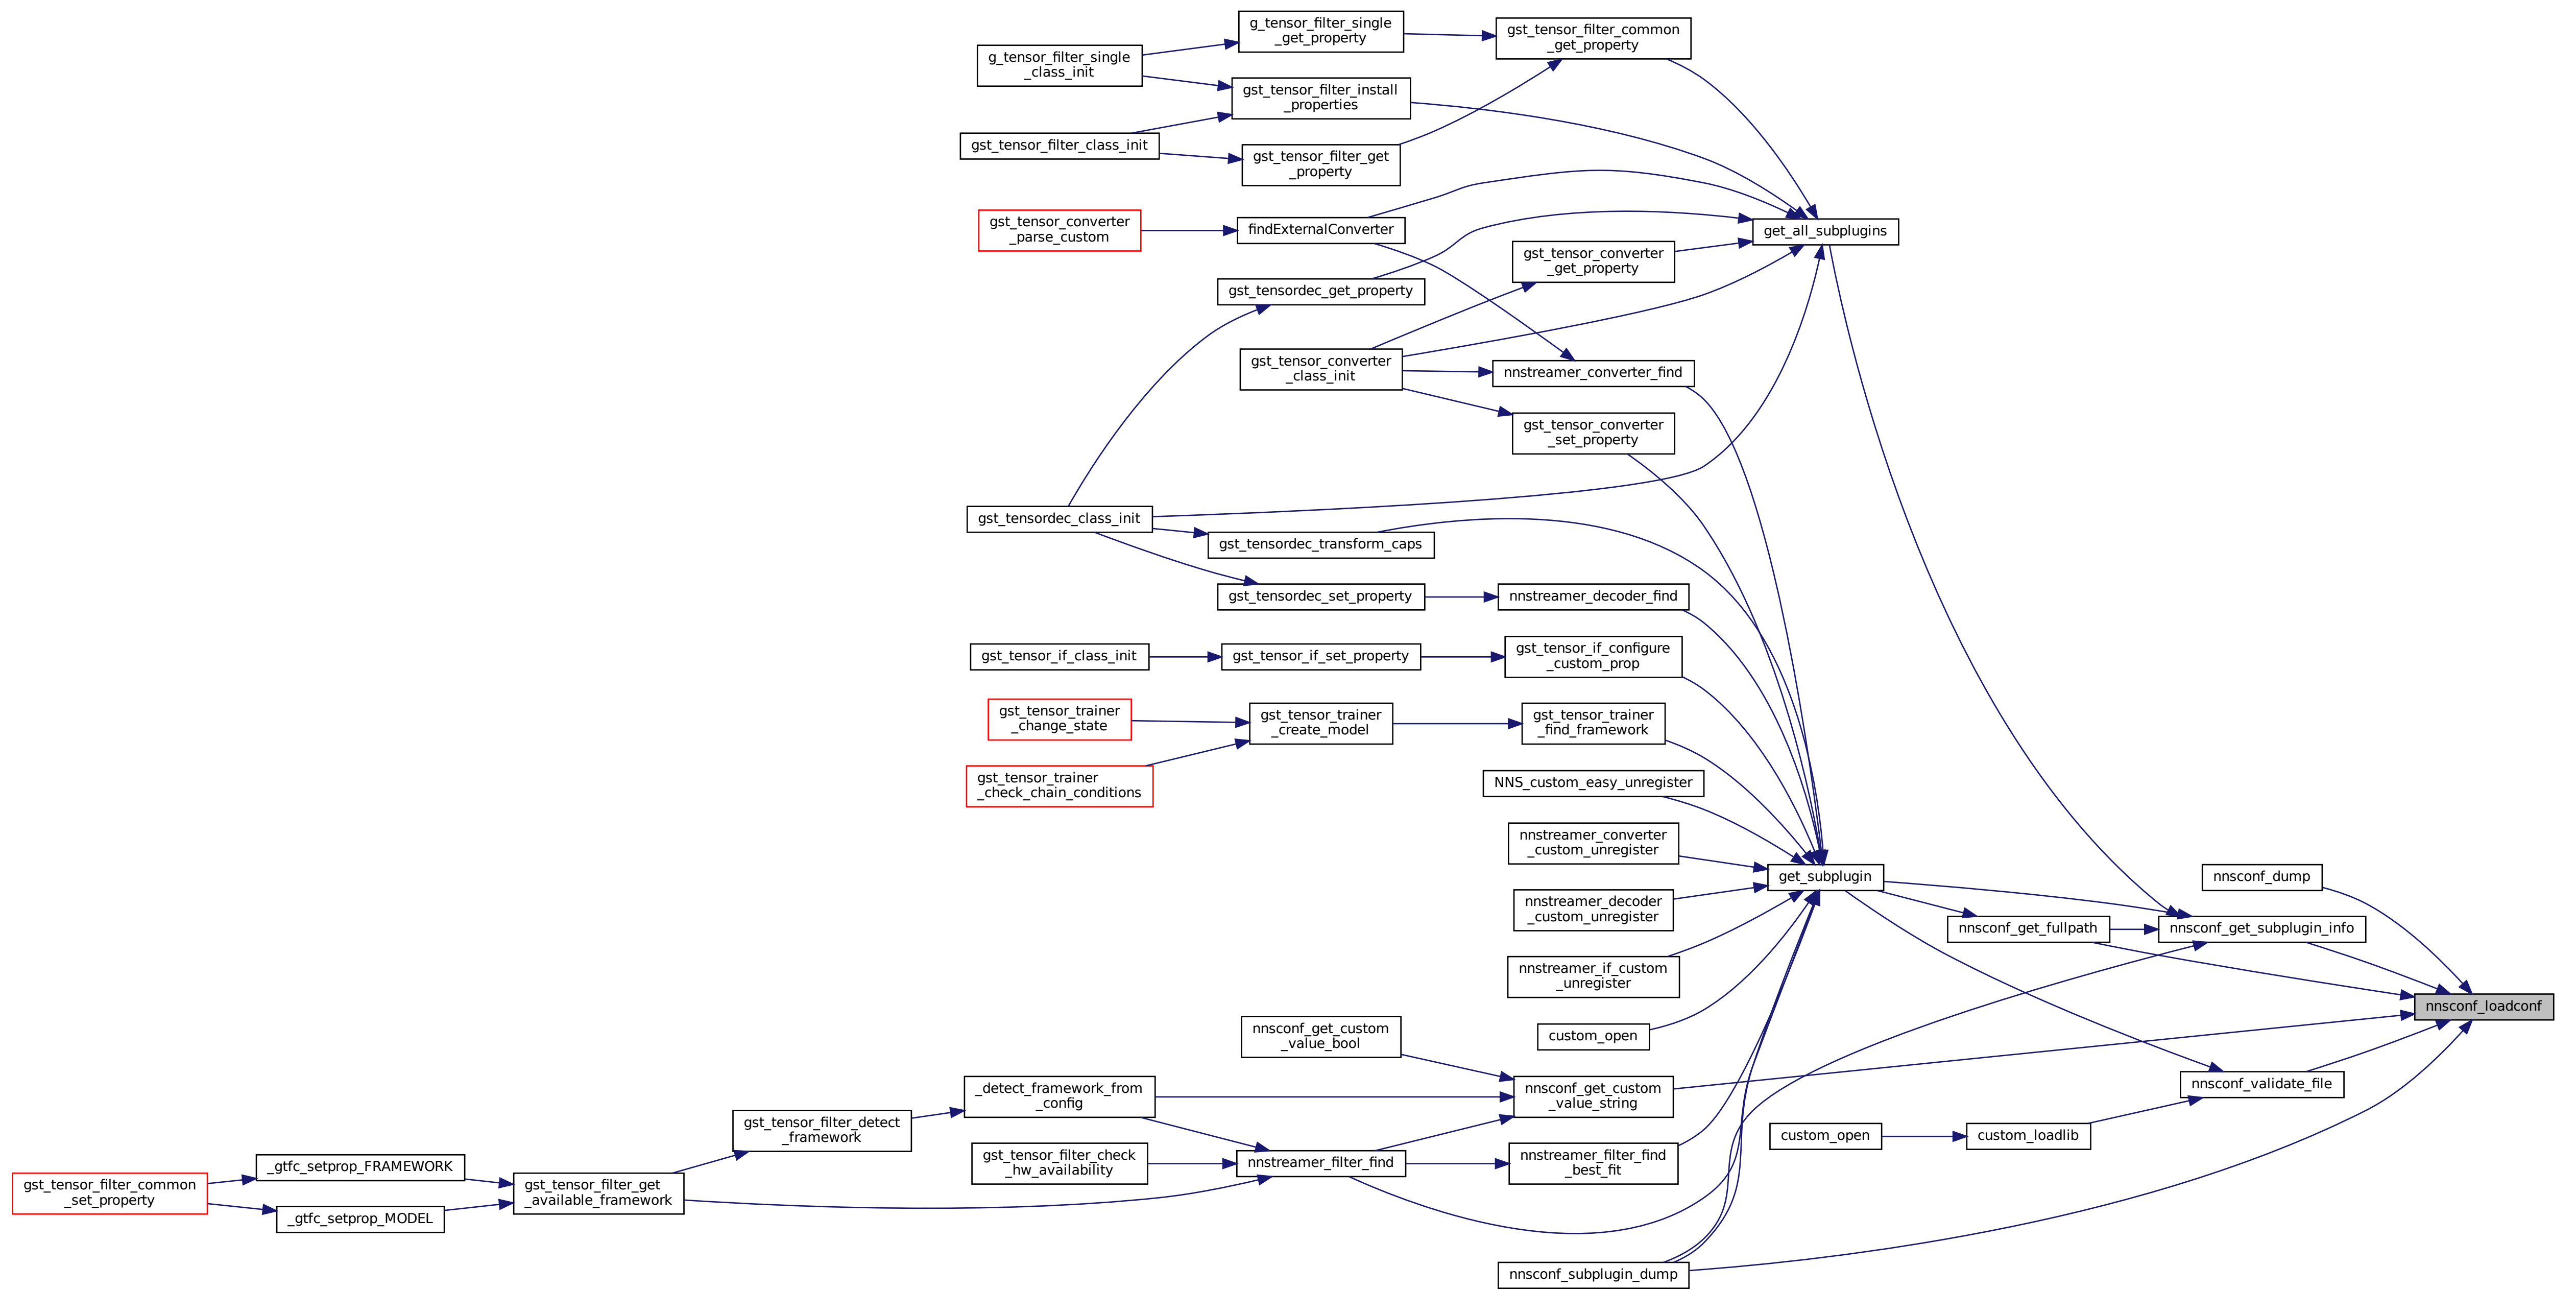 g_tensor_filter_single
_get_property
gst_tensor_filter_common
_get_property
g_tensor_filter_single
_class_init
gst_tensor_filter_install
_properties
gst_tensor_filter_class_init
gst_tensor_filter_get
_property
gst_tensor_converter
_parse_custom
findExternalConverter
get_all_subplugins
gst_tensor_converter
_get_property
gst_tensordec_get_property
gst_tensor_converter
_class_init
nnstreamer_converter_find
gst_tensor_converter
_set_property
gst_tensordec_class_init
gst_tensordec_transform_caps
gst_tensordec_set_property
nnstreamer_decoder_find
gst_tensor_if_class_init
gst_tensor_if_set_property
gst_tensor_if_configure
_custom_prop
gst_tensor_trainer
_change_state
gst_tensor_trainer
_create_model
gst_tensor_trainer
_find_framework
gst_tensor_trainer
_check_chain_conditions
NNS_custom_easy_unregister
nnstreamer_converter
_custom_unregister
get_subplugin
nnsconf_dump
nnstreamer_decoder
_custom_unregister
nnsconf_get_fullpath
nnsconf_get_subplugin_info
nnstreamer_if_custom
_unregister
nnsconf_loadconf
custom_open
nnsconf_get_custom
_value_bool
_detect_framework_from
_config
nnsconf_get_custom
_value_string
nnsconf_validate_file
gst_tensor_filter_detect
_framework
custom_open
custom_loadlib
gst_tensor_filter_check
_hw_availability
nnstreamer_filter_find
nnstreamer_filter_find
_best_fit
_gtfc_setprop_FRAMEWORK
gst_tensor_filter_common
_set_property
gst_tensor_filter_get
_available_framework
_gtfc_setprop_MODEL
nnsconf_subplugin_dump